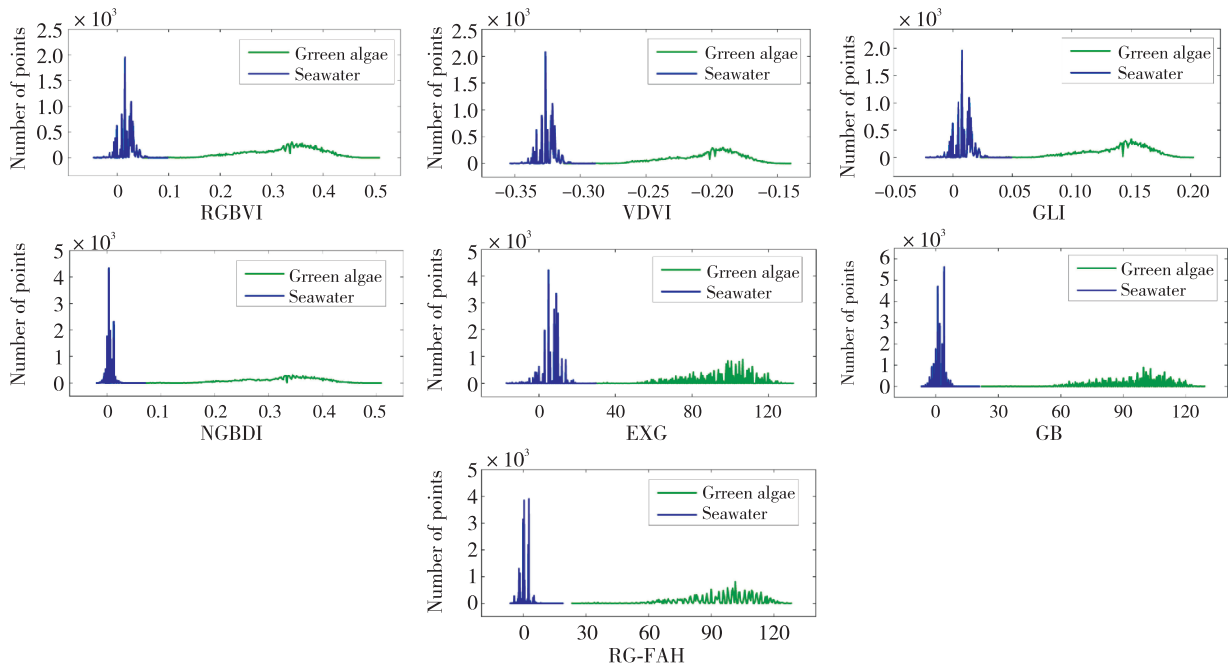 × 10³
Number of points
2.5
2.0
1.5
1.0
0.5
0
Grreen algae
Seawater
0 0.1 0.2 0.3 0.4 0.5
RGBVI
× 10³
Number of points
2.5
2.0
1.5
1.0
0.5
0
Grreen algae
Seawater
−0.35 −0.30 −0.25 −0.20 −0.15
VDVI
× 10³
Number of points
2.0
1.5
1.0
0.5
0
Grreen algae
Seawater
−0.05 0 0.05 0.10 0.15 0.20
GLI
× 10³
Number of points
5
4
3
2
1
0
Grreen algae
Seawater
0 0.1 0.2 0.3 0.4 0.5
NGBDI
× 10³
Number of points
5
4
3
2
1
0
Grreen algae
Seawater
0 40 80 120
EXG
× 10³
Number of points
6
5
4
3
2
1
0
Grreen algae
Seawater
0 30 60 90 120
GB
× 10³
Number of points
5
4
3
2
1
0
Grreen algae
Seawater
0 30 60 90 120
RG-FAH